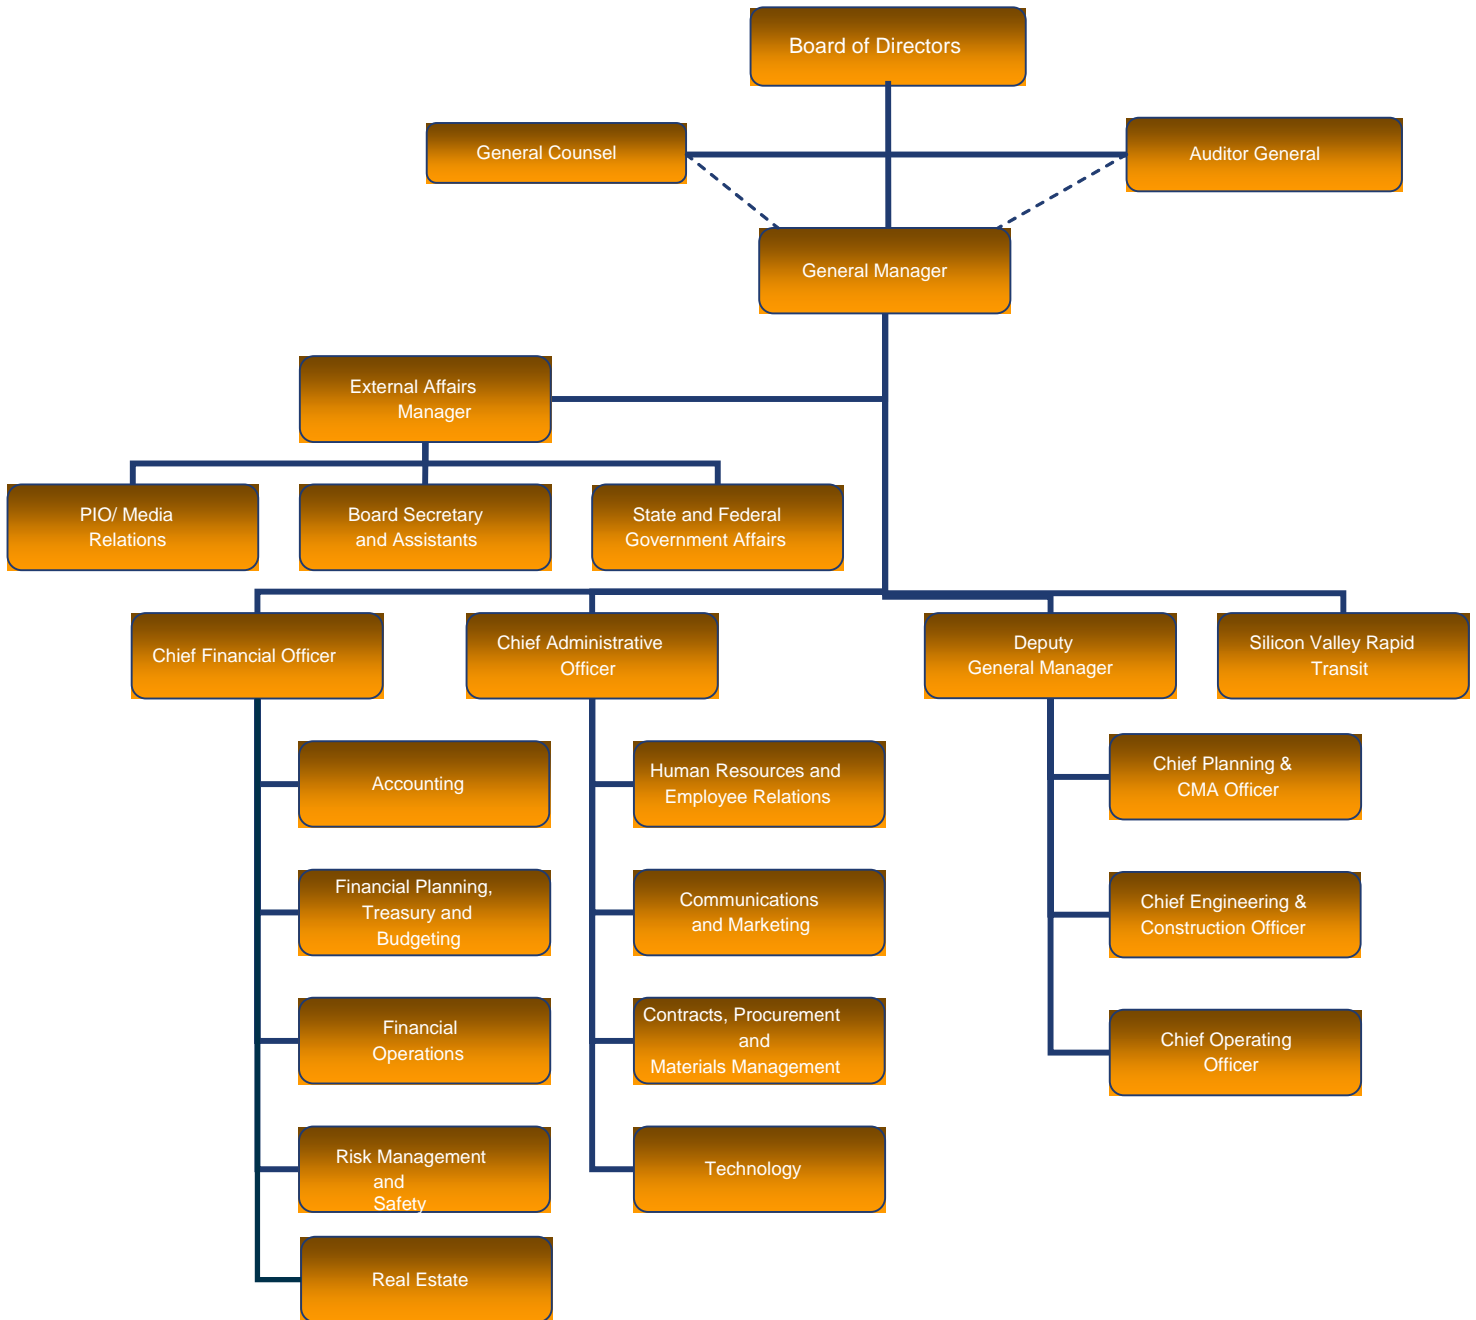 Board of Directors
General Counsel
Auditor General
General Manager
External Affairs
Manager
PIO/ Media
Relations
Board Secretary
and Assistants
State and Federal
Government Affairs
Chief Financial Officer
Chief Administrative
Officer
Deputy
General Manager
Silicon Valley Rapid
Transit
Accounting
Human Resources and
Employee Relations
Chief Planning &
CMA Officer
Financial Planning,
Treasury and
Budgeting
Communications
and Marketing
Chief Engineering &
Construction Officer
Financial
Operations
Contracts, Procurement
and
Materials Management
Chief Operating
Officer
Risk Management
and
Safety
Technology
Real Estate